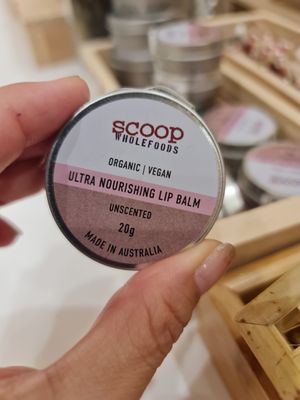 scoop
WHOLEFOODS
ORGANIC | VEGAN
ULTRA NOURISHING LIP BALM
UNSCENTED
20g
MADE IN AUSTRALIA